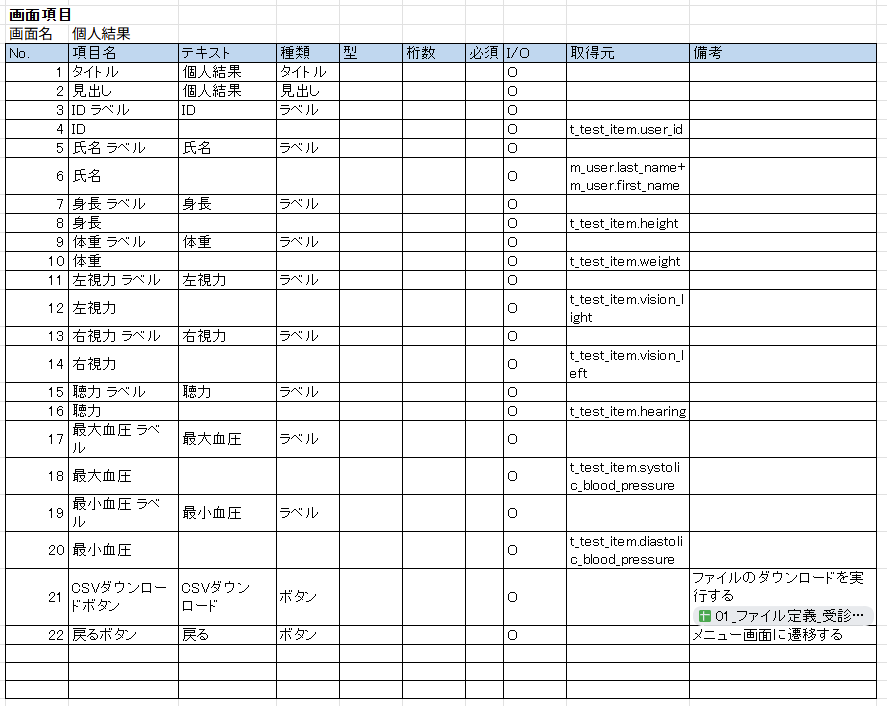 画面項目
画面名 個人結果
No. 項目名 テキスト 種類 型 桁数 必須 I/O 取得元 備考
1 タイトル 個人結果 タイトル O
2 見出し 個人結果 見出し O
3 ID ラベル ID ラベル O
4 ID O t_test_item.user_id
5 氏名 ラベル 氏名 ラベル O
6 氏名 O m_user.last_name+
m_user.first_name
7 身長 ラベル 身長 ラベル O
8 身長 O t_test_item.height
9 体重 ラベル 体重 ラベル O
10 体重 O t_test_item.weight
11 左視力 ラベル 左視力 ラベル O
12 左視力 O t_test_item.vision_l
ight
13 右視力 ラベル 右視力 ラベル O
14 右視力 O t_test_item.vision_l
eft
15 聴力 ラベル 聴力 ラベル O
16 聴力 O t_test_item.hearing
17 最大血圧 ラベ
ル 最大血圧 ラベル O
18 最大血圧 O t_test_item.systoli
c_blood_pressure
19 最小血圧 ラベ
ル 最小血圧 ラベル O
20 最小血圧 O t_test_item.diastoli
c_blood_pressure
21 CSVダウンロー
ドボタン CSVダウン
ロード ボタン O ファイルのダウンロードを実
行する
01_ファイル定義_受診…
22 戻るボタン 戻る ボタン O メニュー画面に遷移する